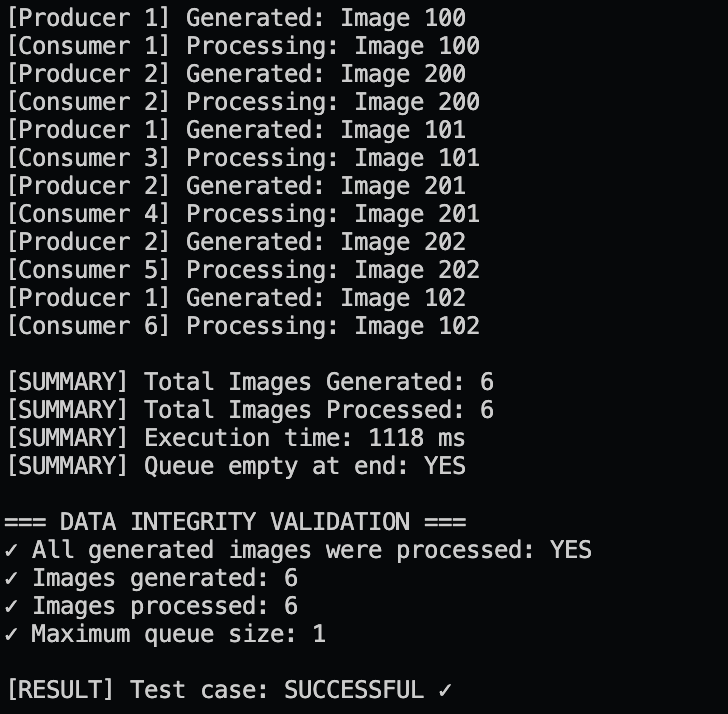 [Producer 1] Generated: Image 100
[Consumer 1] Processing: Image 100
[Producer 2] Generated: Image 200
[Consumer 2] Processing: Image 200
[Producer 1] Generated: Image 101
[Consumer 3] Processing: Image 101
[Producer 2] Generated: Image 201
[Consumer 4] Processing: Image 201
[Producer 2] Generated: Image 202
[Consumer 5] Processing: Image 202
[Producer 1] Generated: Image 102
[Consumer 6] Processing: Image 102
[SUMMARY] Total Images Generated: 6
[SUMMARY] Total Images Processed: 6
[SUMMARY] Execution time: 1118 ms
[SUMMARY] Queue empty at end: YES
=== DATA INTEGRITY VALIDATION ===
✓ All generated images were processed: YES
✓ Images generated: 6
✓ Images processed: 6
✓ Maximum queue size: 1
[RESULT] Test case: SUCCESSFUL ✓